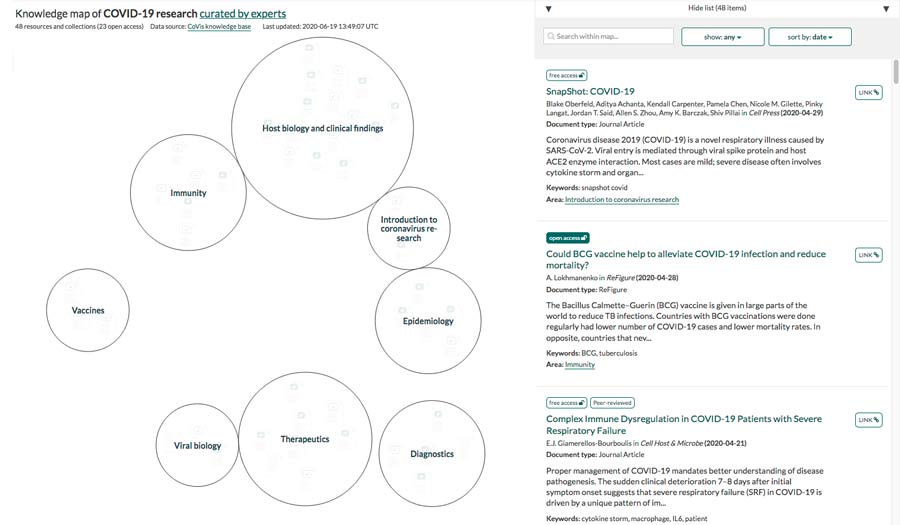 Knowledge map of COVID-19 research curated by experts
48 resources and collections (23 open access) Data source: CoVis knowledge base Last updated: 2020-06-19 13:49:07 UTC
Host biology and clinical findings
Immunity
Introduction to
coronavirus re-
search
Vaccines
Epidemiology
Viral biology
Therapeutics
Diagnostics
Hide list (48 items)
Search within map...
show: any
sort by: date
free access
SnapShot: COVID-19
LINK
Blake Oberfeld, Aditya Achanta, Kendall Carpenter, Pamela Chen, Nicole M. Gilette, Pinky
Langat, Jordan T. Said, Allen S. Zhou, Amy K. Barczak, Shiv Pillai in Cell Press (2020-04-29)
Document type: Journal Article
Coronavirus disease 2019 (COVID-19) is a novel respiratory illness caused by
SARS-CoV-2. Viral entry is mediated through viral spike protein and host
ACE2 enzyme interaction. Most cases are mild; severe disease often involves
cytokine storm and organ...
Keywords: snapshot covid
Area: Introduction to coronavirus research
open access
Could BCG vaccine help to alleviate COVID-19 infection and reduce
mortality?
LINK
A. Lokhmanenko in ReFigure (2020-04-28)
Document type: ReFigure
The Bacillus Calmette–Guerin (BCG) vaccine is given in large parts of the
world to reduce TB infections. Countries with BCG vaccinations were done
regularly had lower number of COVID-19 cases and lower mortality rates. In
opposite, countries that nev...
Keywords: BCG, tuberculosis
Area: Immunity
free access Peer-reviewed
Complex Immune Dysregulation in COVID-19 Patients with Severe
Respiratory Failure
LINK
E.J. Giamerellos-Bourboulis in Cell Host & Microbe (2020-04-21)
Document type: Journal Article
Proper management of COVID-19 mandates better understanding of disease
pathogenesis. The sudden clinical deterioration 7–8 days after initial
symptom onset suggests that severe respiratory failure (SRF) in COVID-19 is
driven by a unique pattern of im...
Keywords: cytokine storm, macrophage, IL6, patient